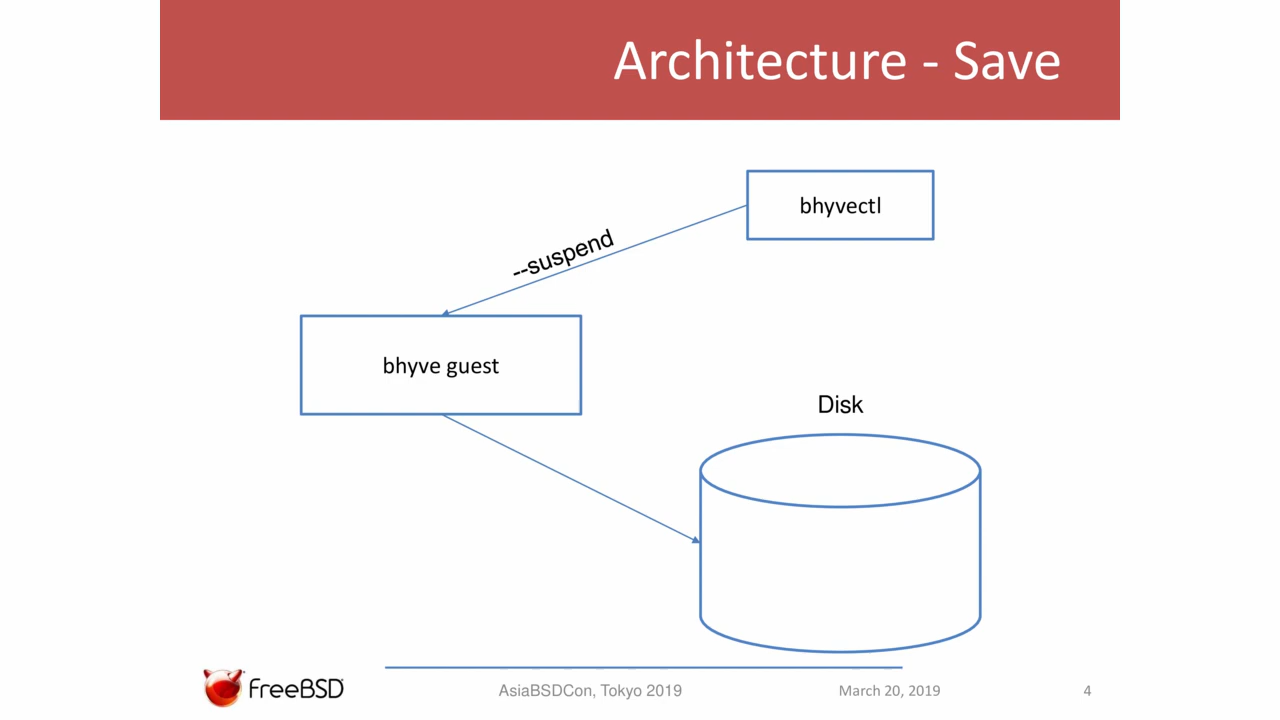 Architecture - Save
bhyvectl
--suspend
bhyve guest
Disk
FreeBSD
AsiaBSDCon, Tokyo 2019
March 20, 2019
4